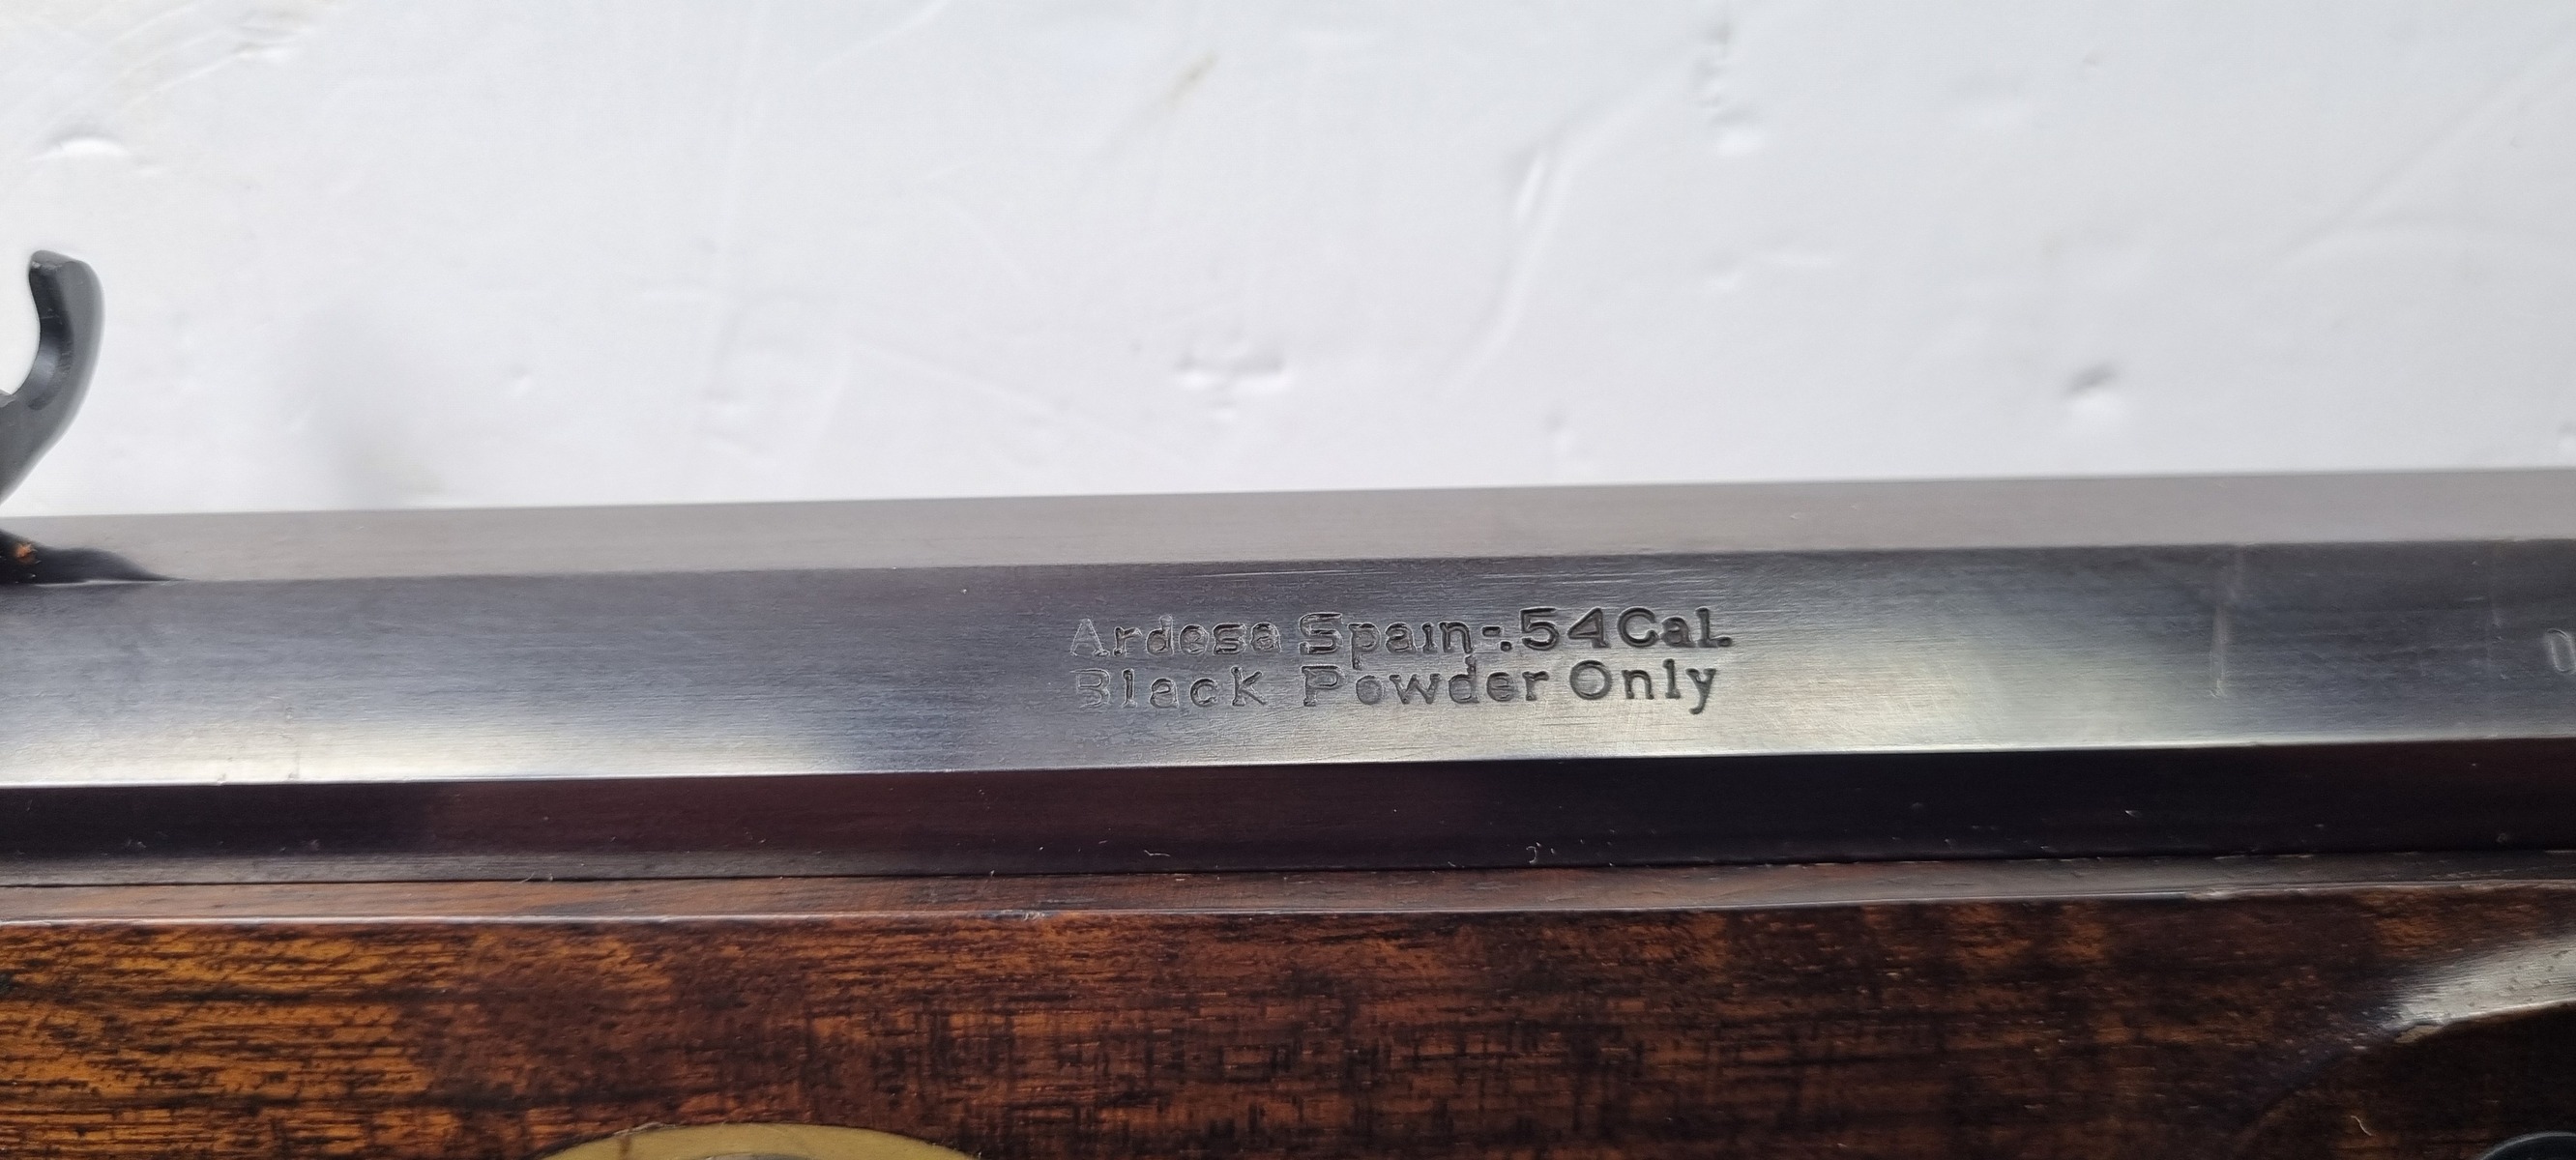 Ardesa Spain-.54Cal.
Black Powder Only